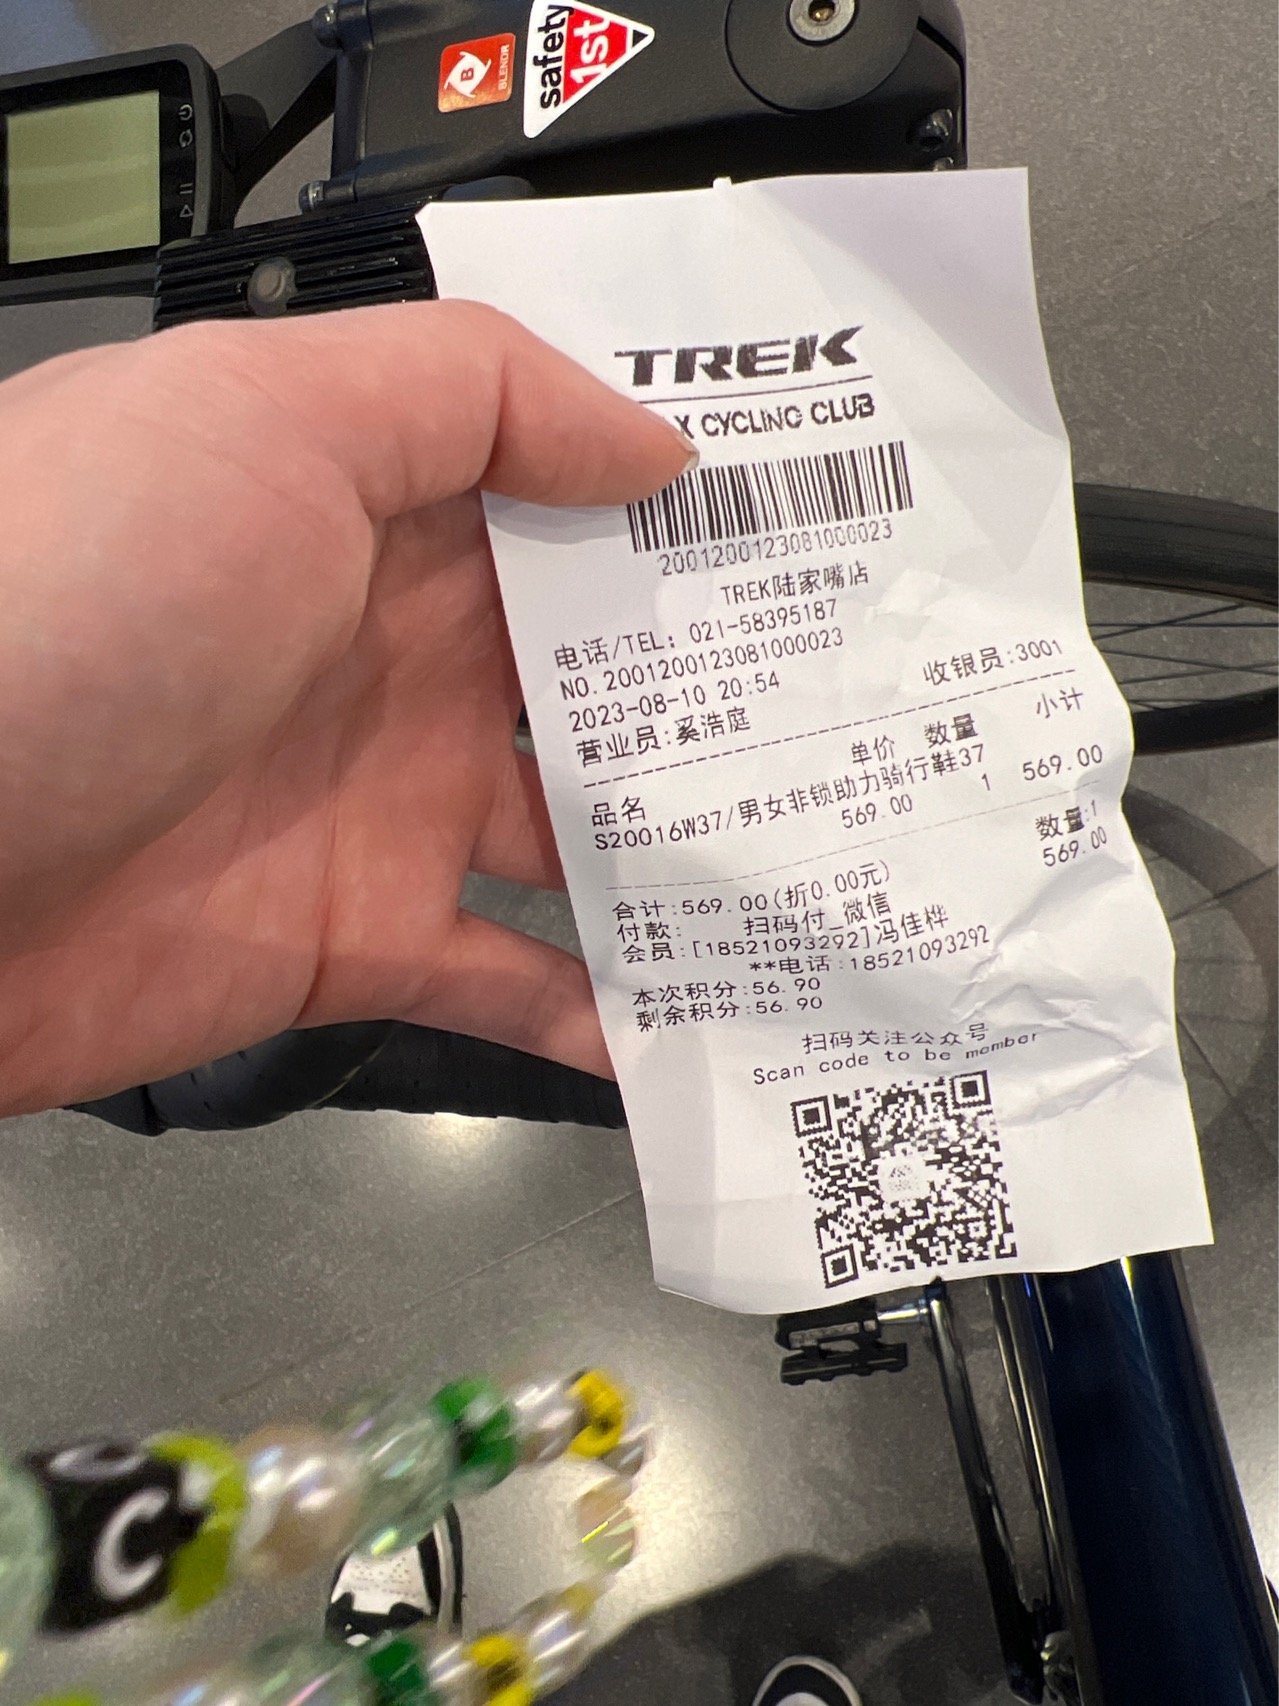 BLENDR
B
safety
1st
TREK
X CYCLING CLUB
2001200123081000023
TREK陆家嘴店
电话/TEL: 021-58395187
NO.2001200123081000023
2023-08-10 20:54 收银员:3001
营业员:奚浩庭
品名 单价 数量 小计
S20016W37/男女非锁助力骑行鞋37
569.00 1 569.00
数量:1
合计:569.00(折0.00元) 569.00
付款: 扫码付_微信
会员:[18521093292]冯佳桦
**电话:18521093292
本次积分:56.90
剩余积分:56.90
扫码关注公众号
Scan code to be member
C